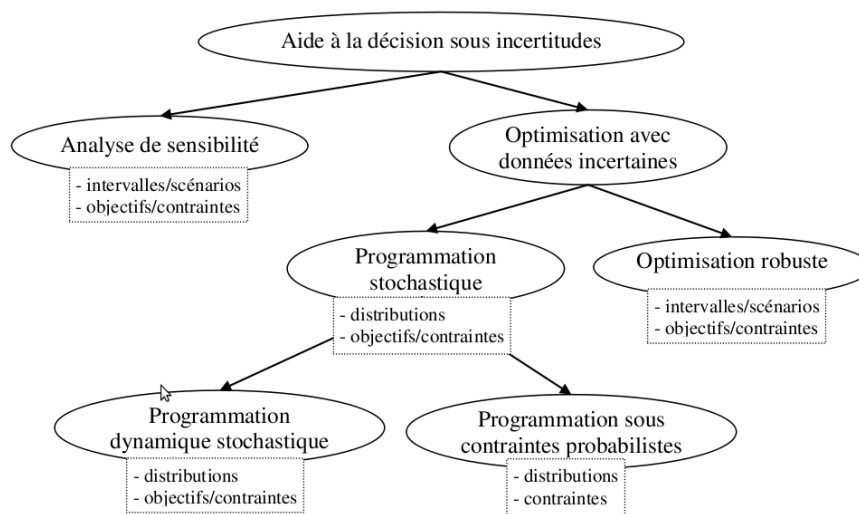 Aide à la décision sous incertitudes
Analyse de sensibilité
- intervalles/scénarios
- objectifs/contraintes
Optimisation avec
données incertaines
Programmation
stochastique
- distributions
- objectifs/contraintes
Optimisation robuste
- intervalles/scénarios
- objectifs/contraintes
Programmation
dynamique stochastique
- distributions
- objectifs/contraintes
Programmation sous
contraintes probabilistes
- distributions
- contraintes